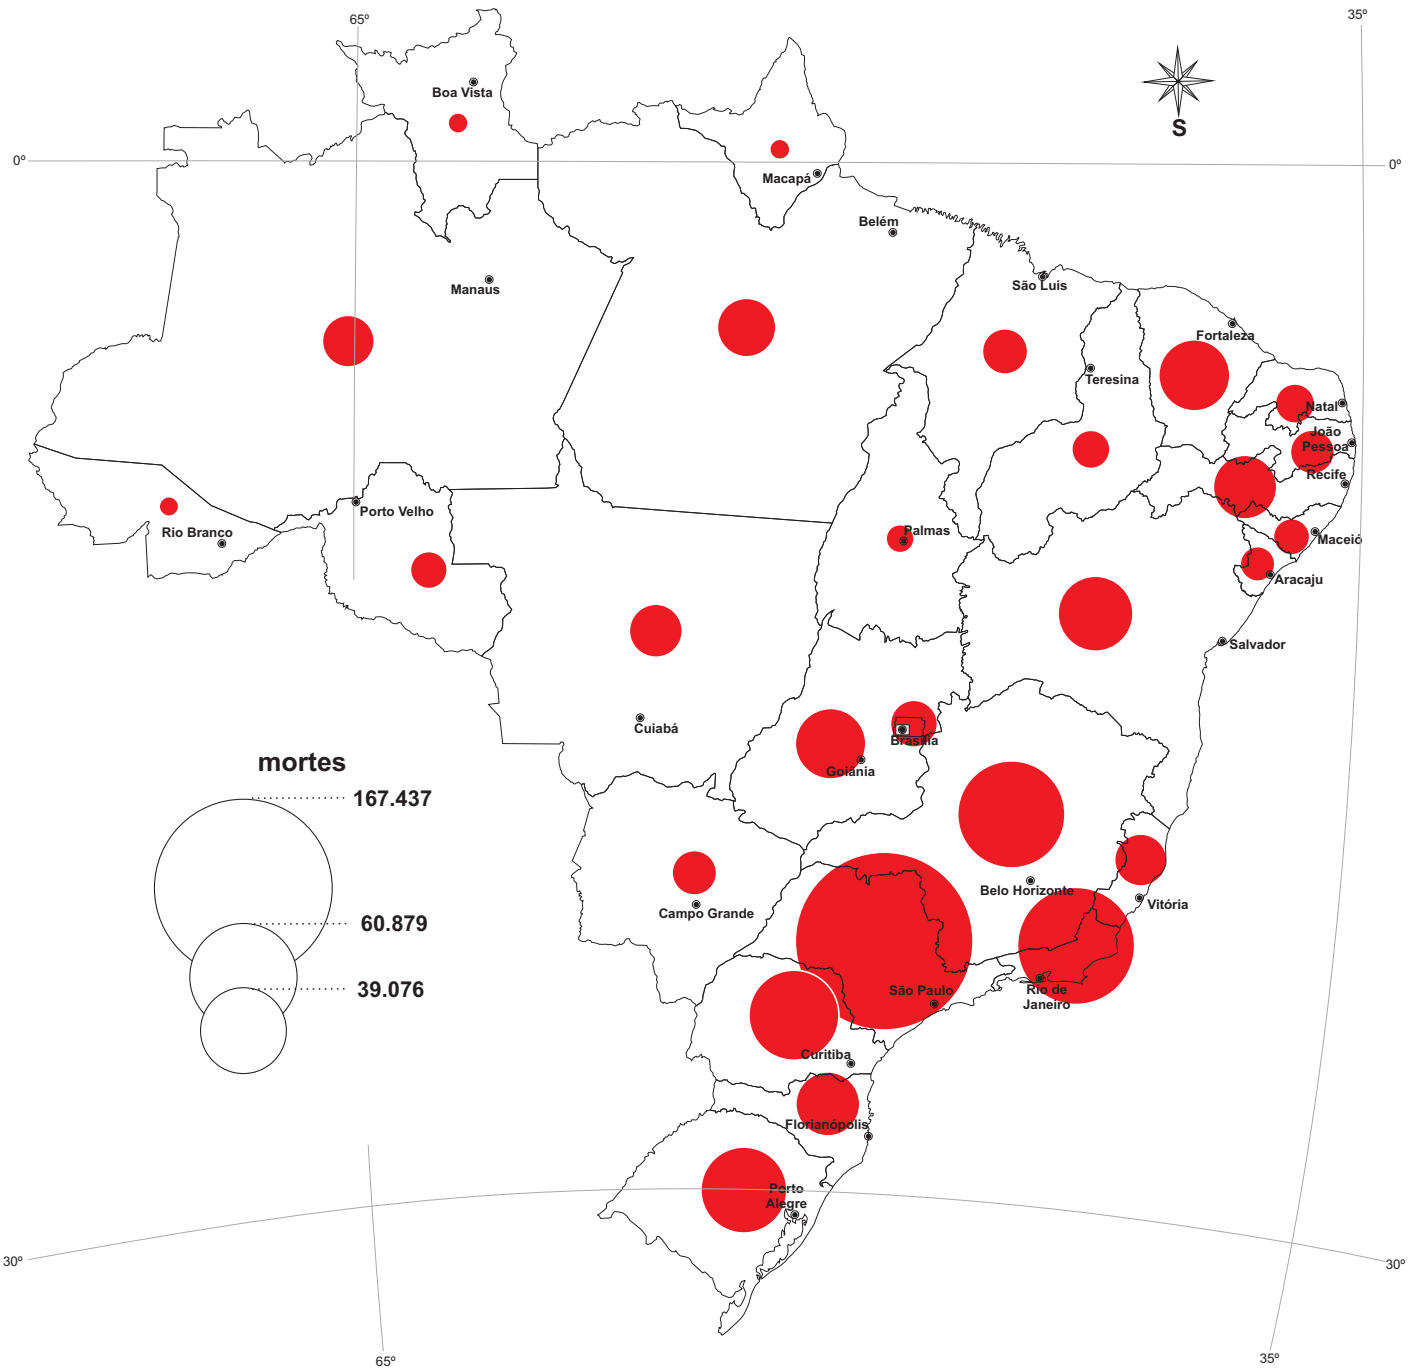 65º
35º
Boa Vista
S
0º
0º
Macapá
Belém
Manaus
São Luis
Fortaleza
Teresina
Natal
João
Pessoa
Recife
Porto Velho
Rio Branco
Palmas
Maceió
Aracaju
Salvador
Cuiabá
Brasília
Goiânia
mortes
167.437
60.879
39.076
Belo Horizonte
Campo Grande
Vitória
São Paulo
Rio de
Janeiro
Curitiba
Florianópolis
Porto
Alegre
30º
30º
65º
35º